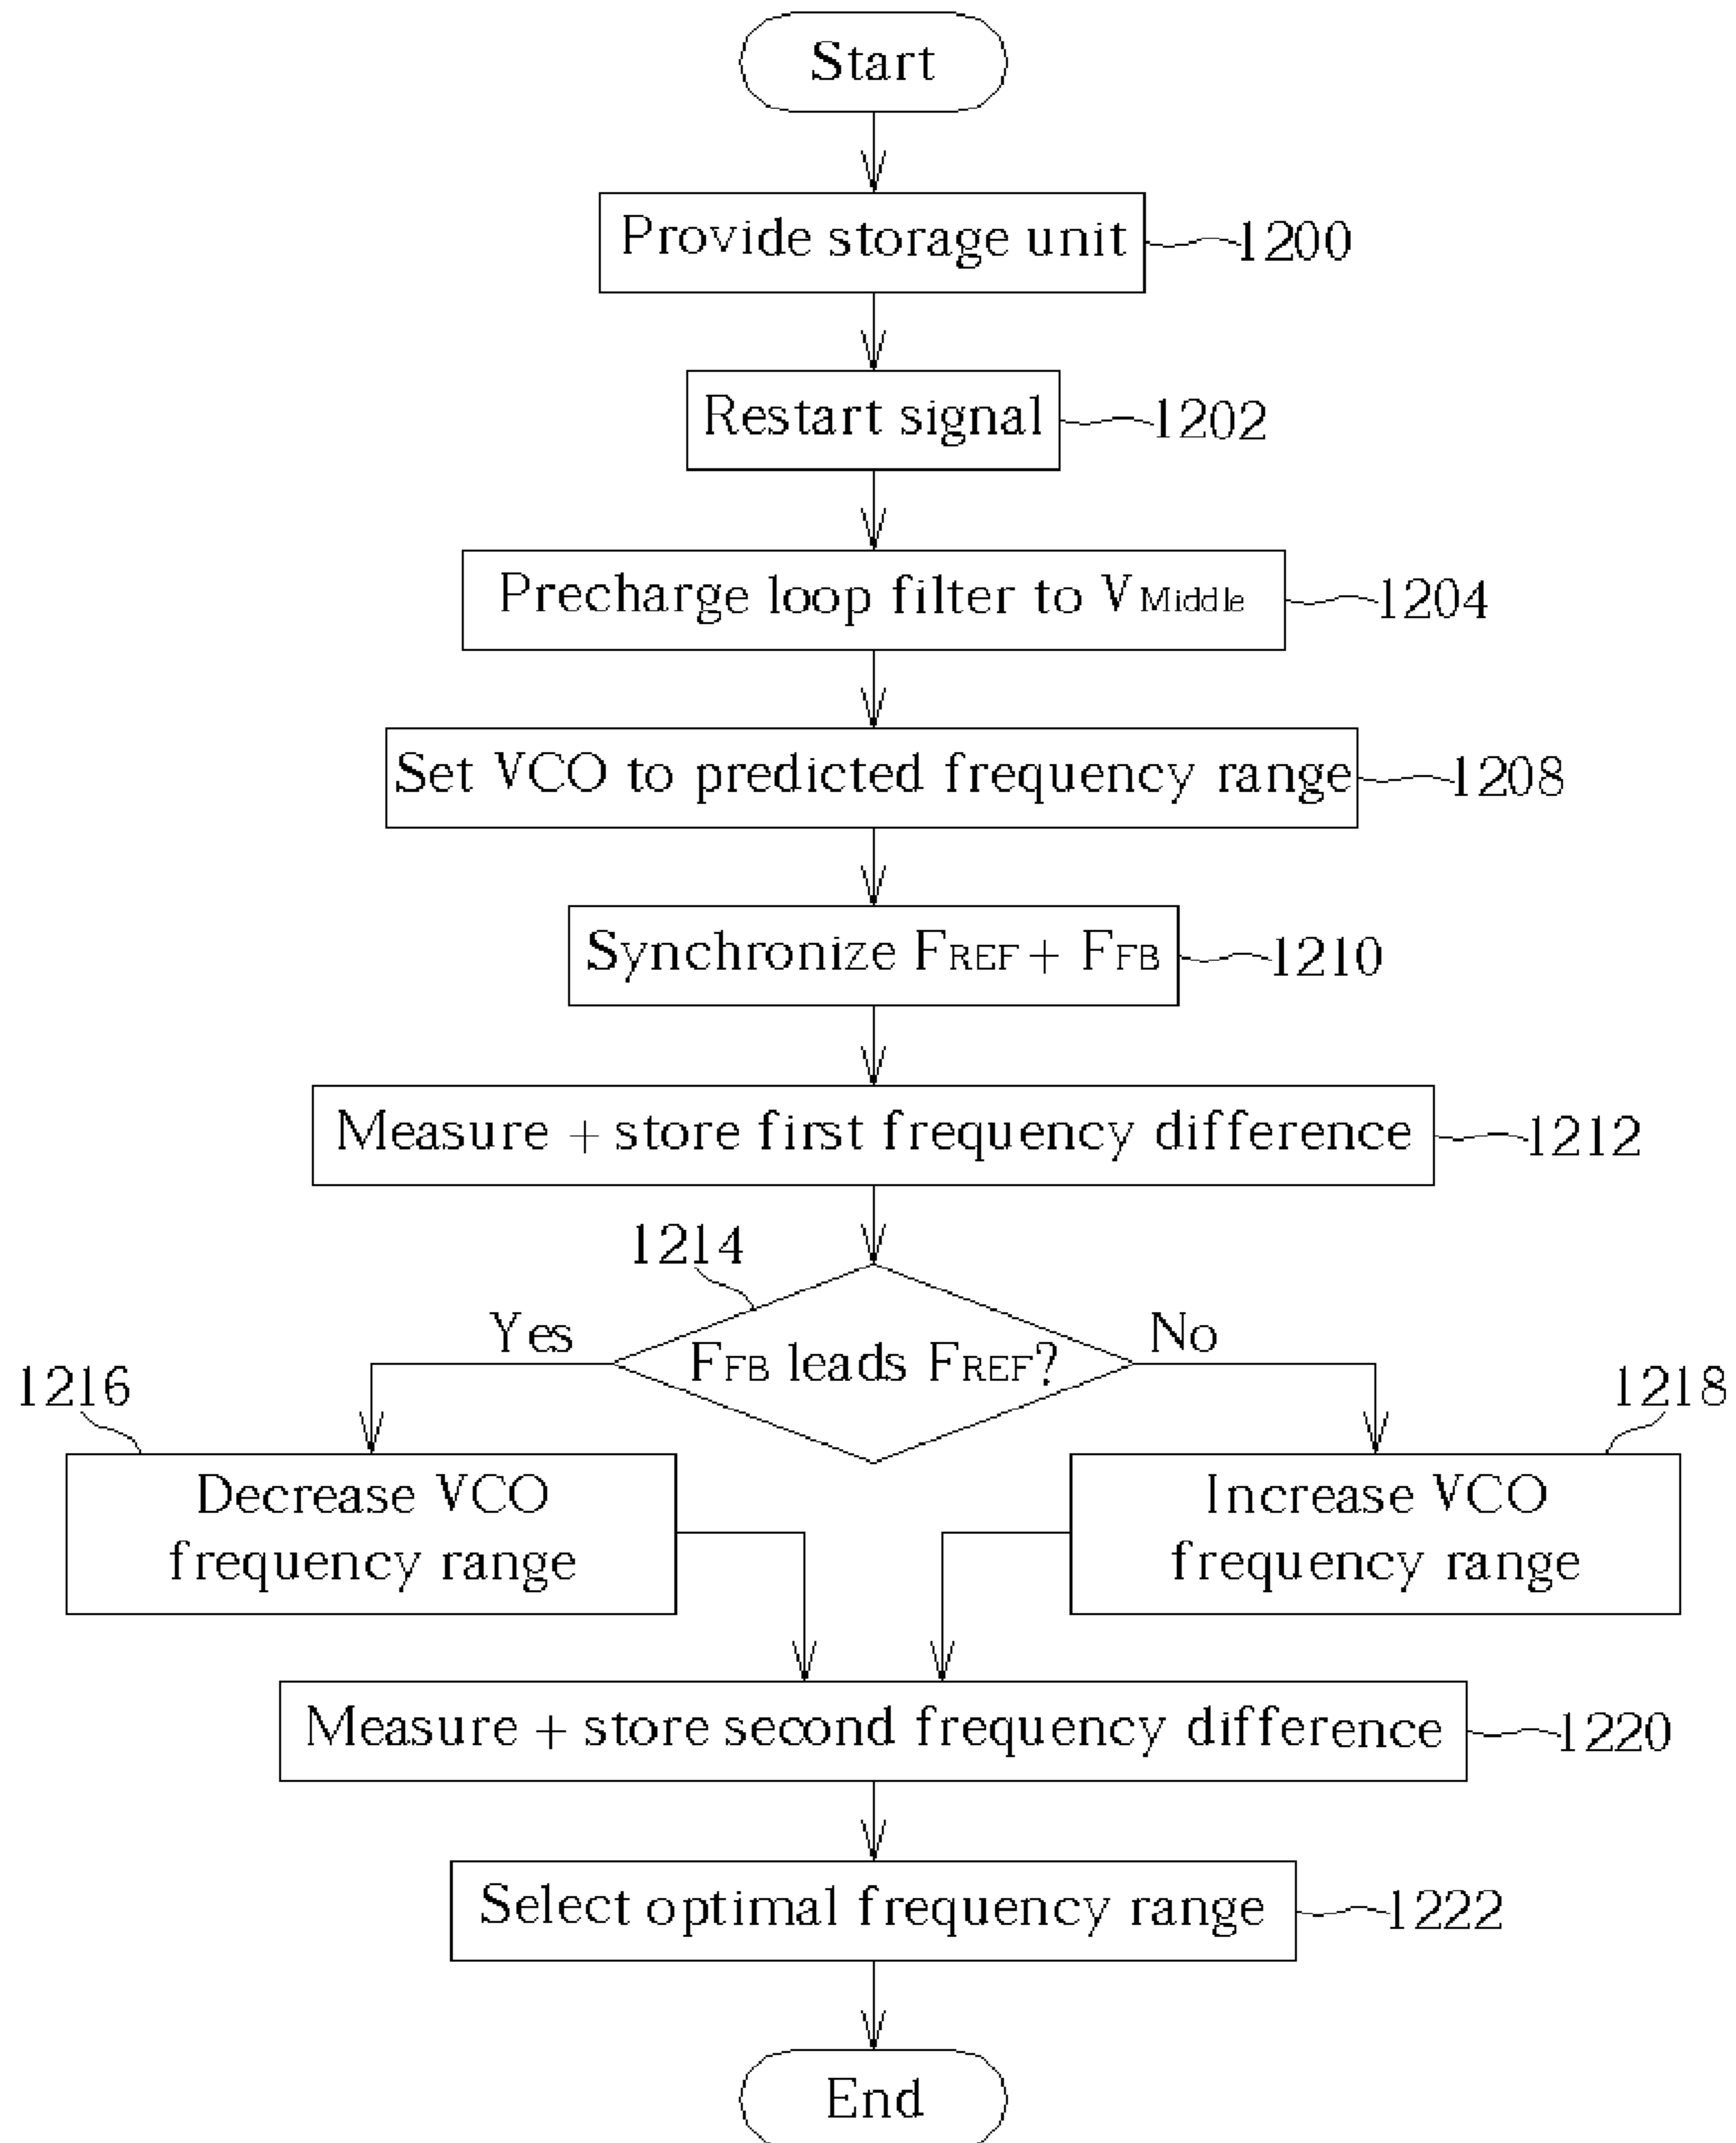 Start
Provide storage unit 1200
Restart signal 1202
Precharge loop filter to VMiddle 1204
Set VCO to predicted frequency range 1208
Synchronize FREF + FFB 1210
Measure + store first frequency difference 1212
1214
Yes
FFB leads FREF?
No
1216
Decrease VCO
frequency range
1218
Increase VCO
frequency range
Measure + store second frequency difference 1220
Select optimal frequency range 1222
End